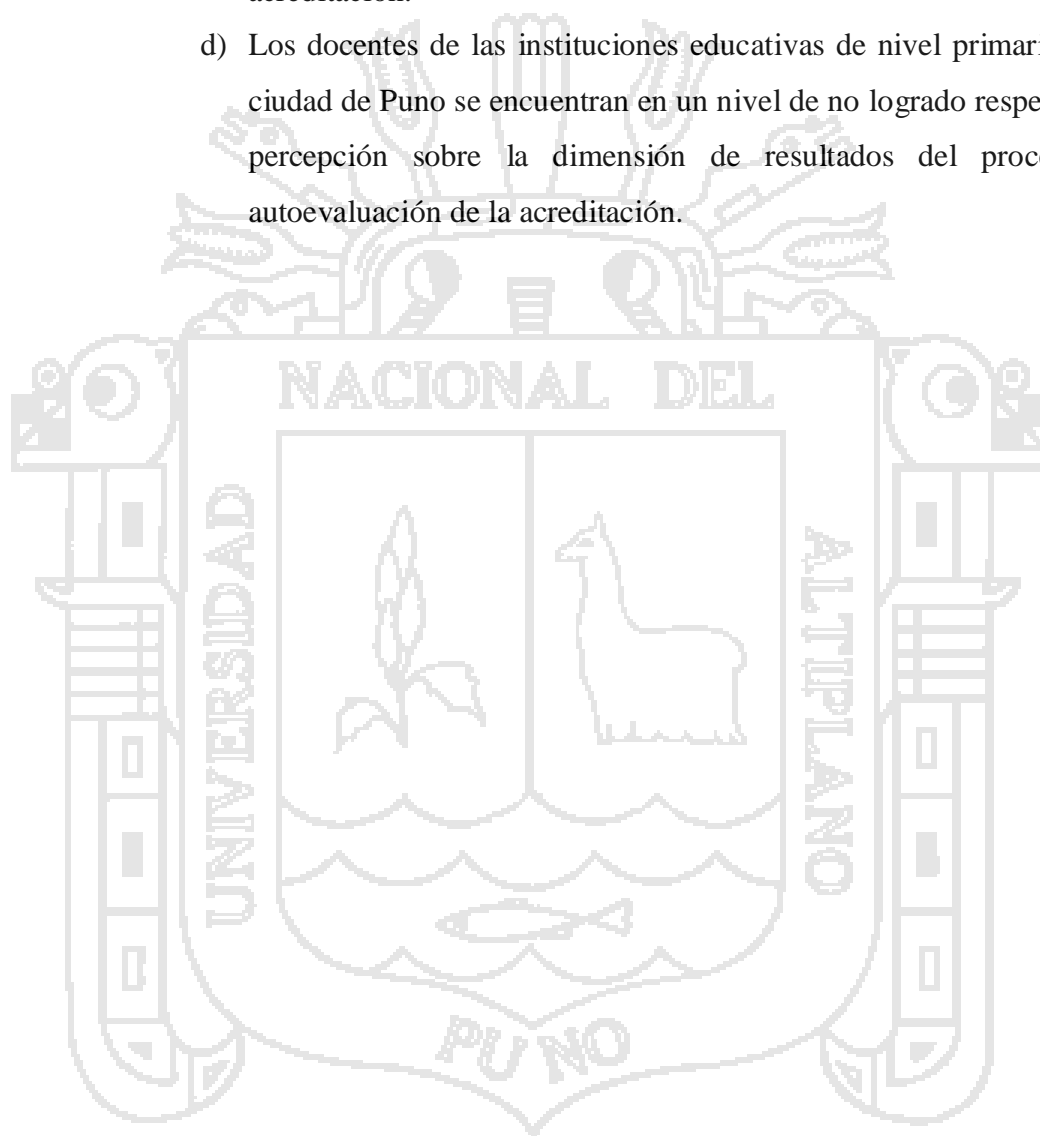 acreditación.
d) Los docentes de las instituciones educativas de nivel primari
ciudad de Puno se encuentran en un nivel de no logrado respe
percepción sobre la dimensión de resultados del proc
autoevaluación de la acreditación.
NACIONAL DEL
UNIVERSIDAD
ALTIPLANO
PUNO